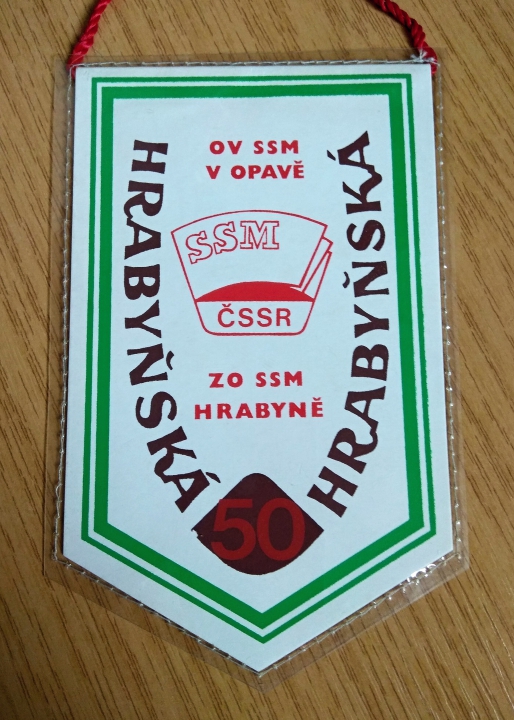 OV SSM
V OPAVĚ
HRABYŇSKÁ
HRABYŇSKÁ
SSM
ČSSR
ZO SSM
HRABYNĚ
50